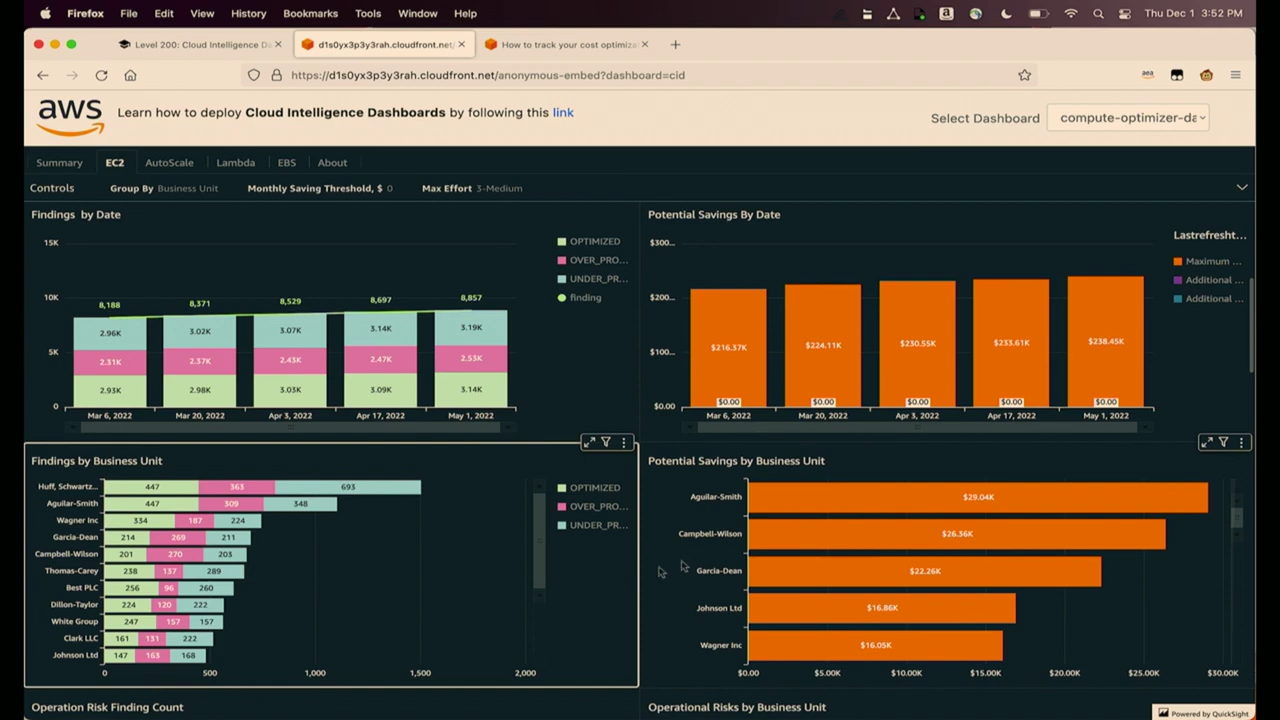 Firefox File Edit View History Bookmarks Tools Window Help Thu Dec 1 3:52 PM
Level 200: Cloud Intelligence Da
d1s0yx3p3y3rah.cloudfront.net/
How to track your cost optimiza
https://d1s0yx3p3y3rah.cloudfront.net/anonymous-embed?dashboard=cid
aws
Learn how to deploy Cloud Intelligence Dashboards by following this link
Select Dashboard compute-optimizer-da
Summary EC2 AutoScale Lambda EBS About
Controls Group By Business Unit Monthly Saving Threshold, $ 0 Max Effort 3-Medium
Findings by Date
15K
10K
5K
0
8,188 8,371 8,529 8,697 8,857
2.96K 3.02K 3.07K 3.14K 3.19K
2.31K 2.37K 2.43K 2.47K 2.53K
2.93K 2.98K 3.03K 3.09K 3.14K
Mar 6, 2022 Mar 20, 2022 Apr 3, 2022 Apr 17, 2022 May 1, 2022
OPTIMIZED
OVER_PRO...
UNDER_PR...
finding
Potential Savings By Date
$300...
$200...
$100...
$0.00
$216.37K $224.11K $230.55K $233.61K $238.45K
$0.00 $0.00 $0.00 $0.00 $0.00
Mar 6, 2022 Mar 20, 2022 Apr 3, 2022 Apr 17, 2022 May 1, 2022
Lastrefresht...
Maximum ...
Additional ...
Additional ...
Findings by Business Unit
Huff, Schwartz... 447 363 693
Aguilar-Smith 447 309 348
Wagner Inc 334 187 224
Garcia-Dean 214 269 211
Campbell-Wilson 201 270 203
Thomas-Carey 238 137 289
Best PLC 256 96 260
Dillon-Taylor 224 120 222
White Group 247 157 157
Clark LLC 161 131 222
Johnson Ltd 147 163 168
0 500 1,000 1,500 2,000
OPTIMIZED
OVER_PRO...
UNDER_PR...
Potential Savings by Business Unit
Aguilar-Smith $29.04K
Campbell-Wilson $26.36K
Garcia-Dean $22.26K
Johnson Ltd $16.86K
Wagner Inc $16.05K
$0.00 $5.00K $10.00K $15.00K $20.00K $25.00K $30.00K
Operation Risk Finding Count
Operational Risks by Business Unit
Powered by QuickSight